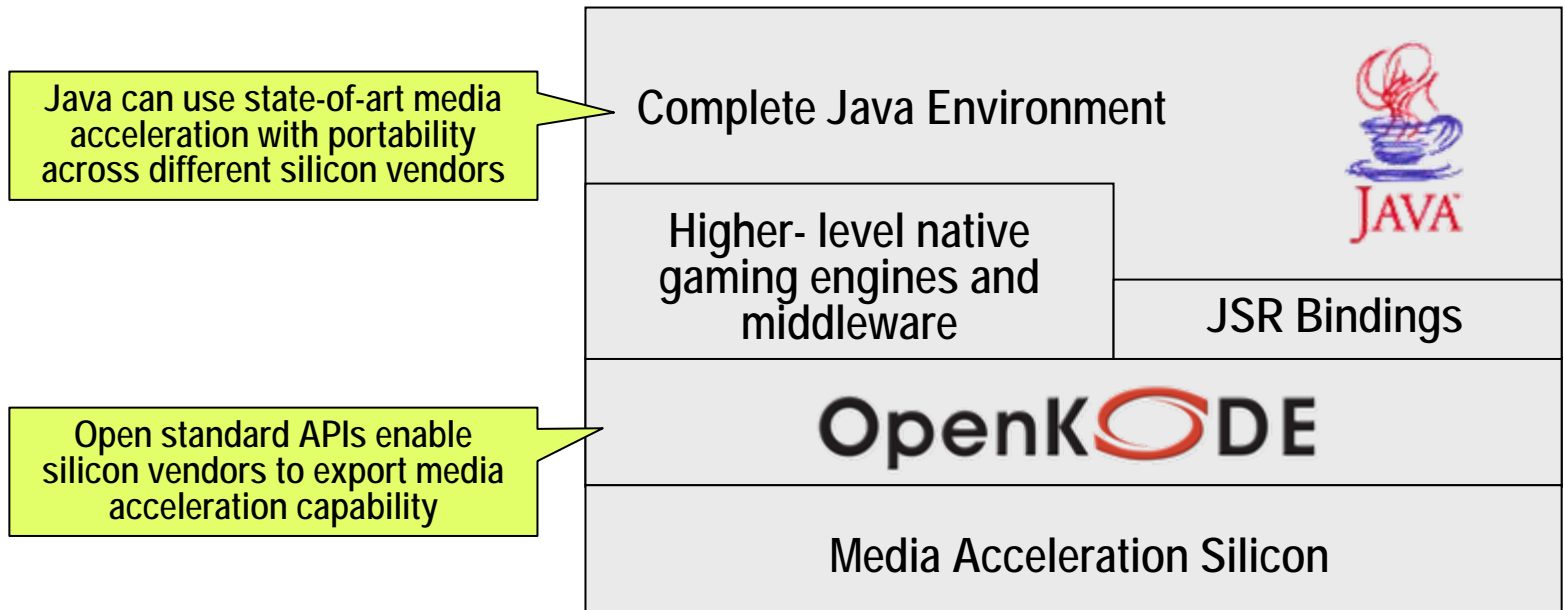 Java can use state-of-art media
acceleration with portability
across different silicon vendors
Complete Java Environment
JAVA
Higher- level native
gaming engines and
middleware
JSR Bindings
Open standard APIs enable
silicon vendors to export media
acceleration capability
OpenKODE
Media Acceleration Silicon